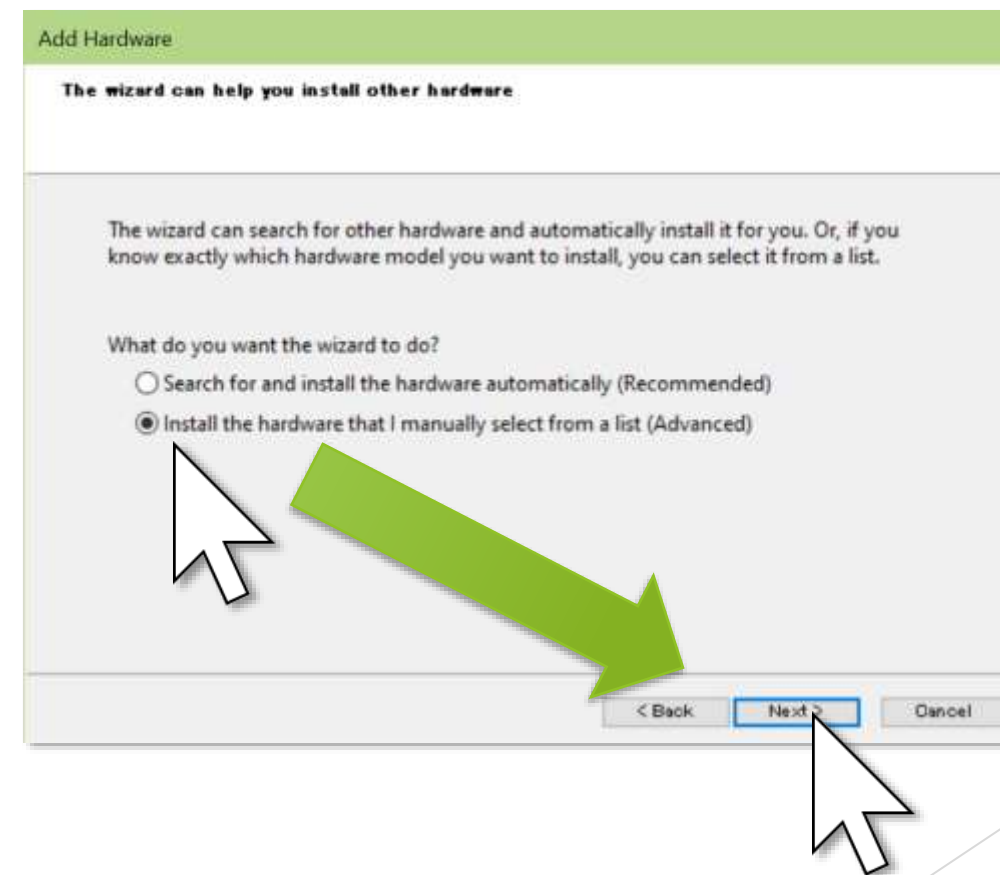 Add Hardware
The wizard can help you install other hardware
The wizard can search for other hardware and automatically install it for you. Or, if you
know exactly which hardware model you want to install, you can select it from a list.
What do you want the wizard to do?
Search for and install the hardware automatically (Recommended)
Install the hardware that I manually select from a list (Advanced)
< Back Next > Cancel